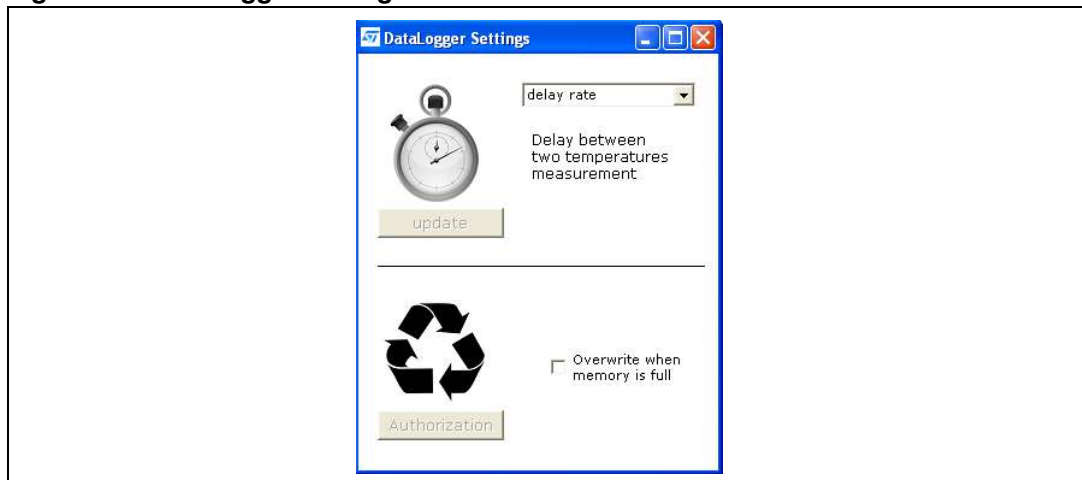 DataLogger Settings
delay rate
Delay between
two temperatures
measurement
update
Overwrite when
memory is full
Authorization